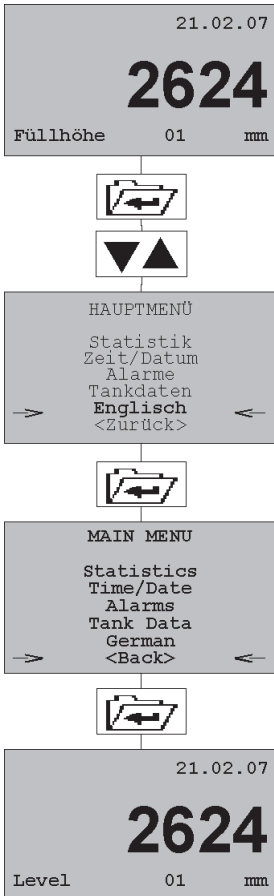 21.02.07
2624
Füllhöhe 01 mm
HAUPTMENÜ
Statistik
Zeit/Datum
Alarme
Tankdaten
Englisch
<Zurück>
MAIN MENU
Statistics
Time/Date
Alarms
Tank Data
German
<Back>
21.02.07
2624
Level 01 mm